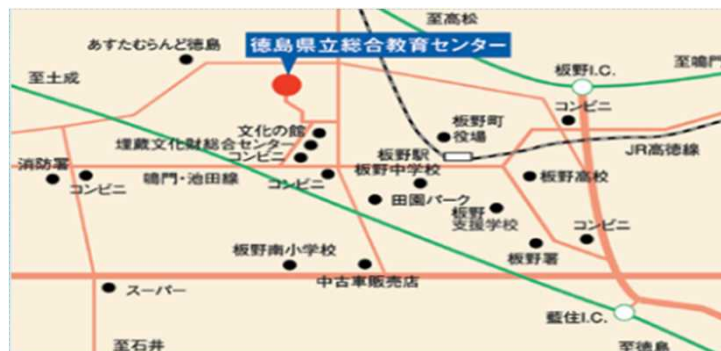 至高松
あすたむらんど徳島
徳島県立総合教育センター
至土成
板野I.C.
至鳴門
コンビニ
板野町
役場
文化の館
埋蔵文化財総合センター
コンビニ
板野駅
JR高徳線
消防署
コンビニ
鳴門・池田線
コンビニ
板野中学校
板野高校
田園パーク
板野
支援学校
コンビニ
板野南小学校
板野署
中古車販売店
スーパー
藍住I.C.
至石井
至徳島